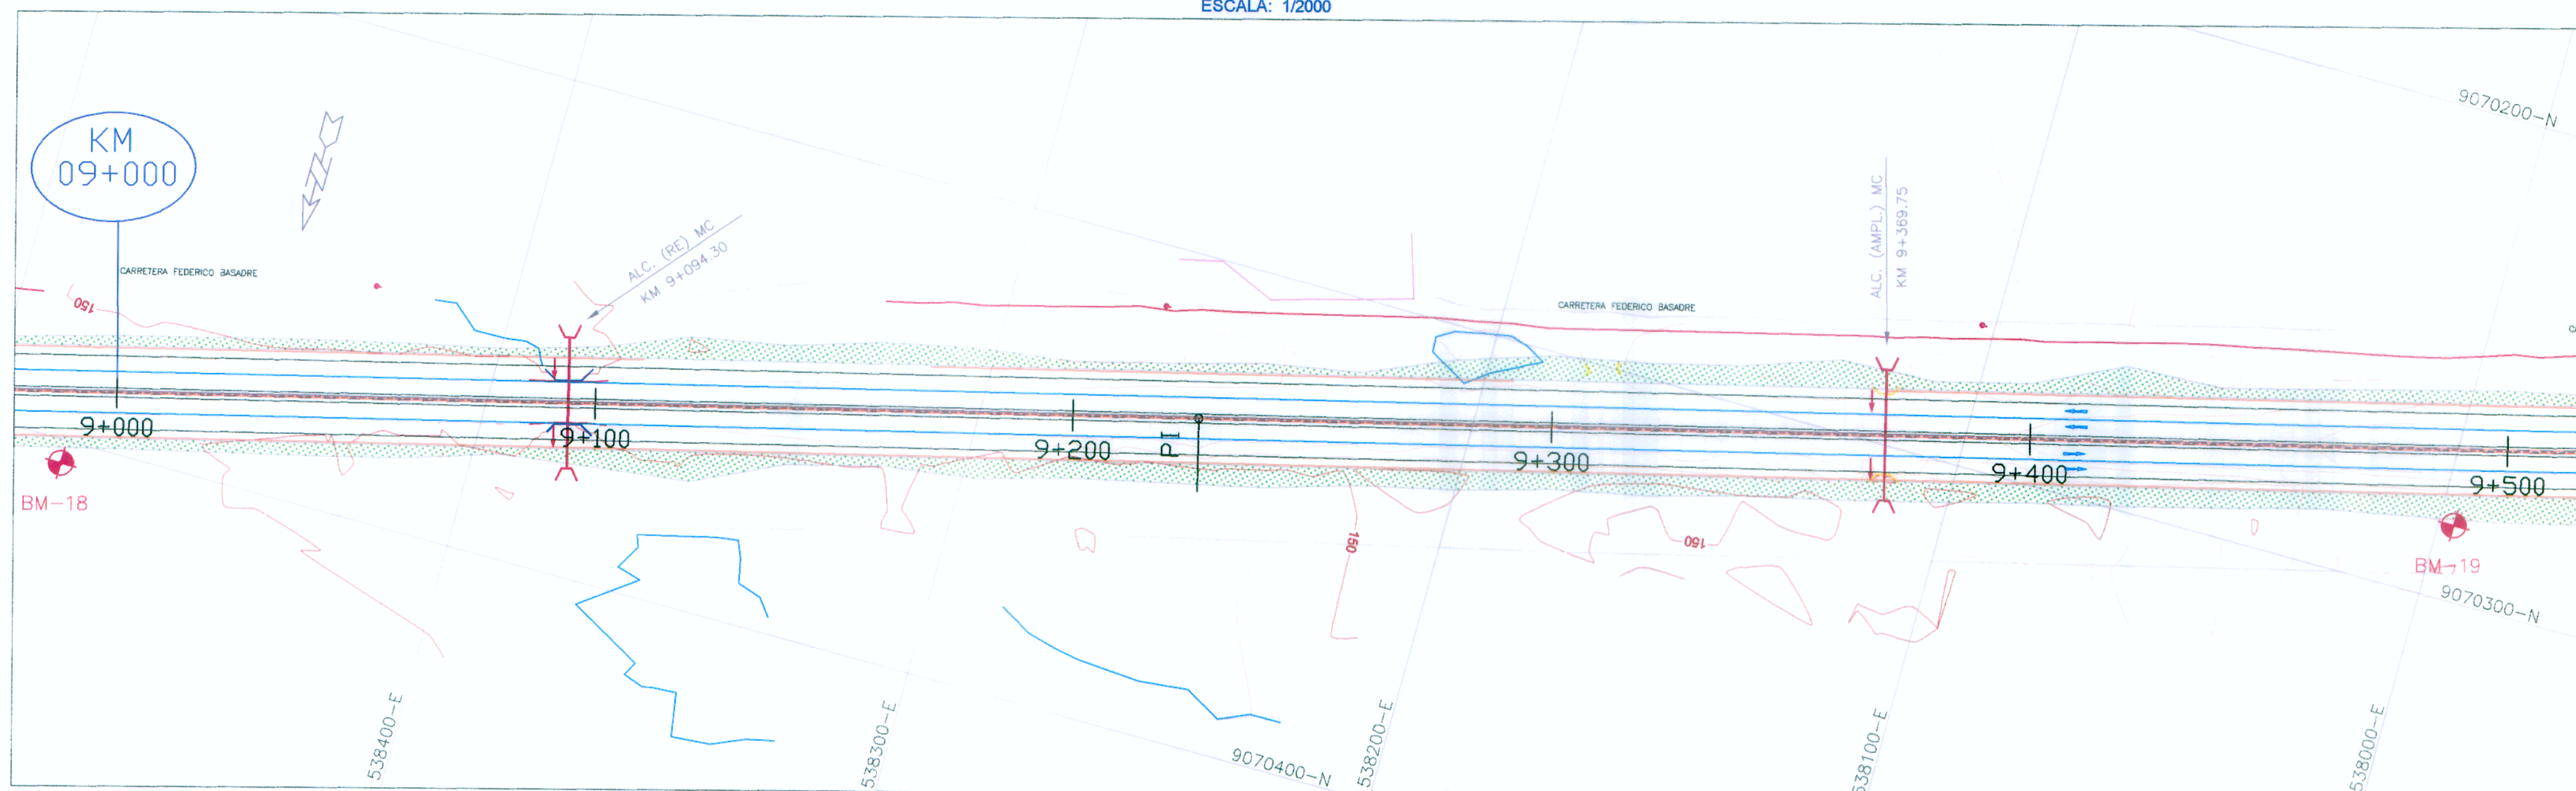 ESCALA: 1/2000
9070200-N
KM
09+000
CARRETERA FEDERICO BASADRE
ALC. (RE) MC
KM 9+094.30
ALC. (AMPL.) MC
KM 9+369.75
CARRETERA FEDERICO BASADRE
150
9+000
9+100
9+200
PI
9+300
9+400
9+500
BM-18
150
150
BM-19
9070300-N
538400-E
538300-E
9070400-N
538200-E
538100-E
538000-E